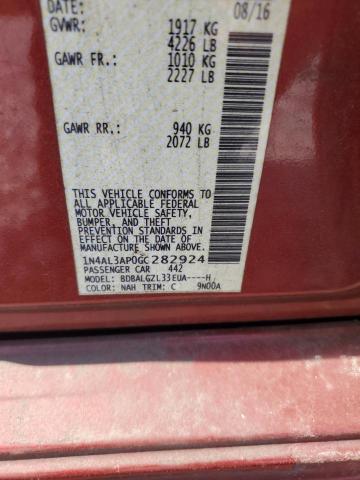 DATE: 08/16
GVWR: 1917 KG
4226 LB
GAWR FR.: 1010 KG
2227 LB
GAWR RR.: 940 KG
2072 LB
THIS VEHICLE CONFORMS TO
ALL APPLICABLE FEDERAL
MOTOR VEHICLE SAFETY,
BUMPER, AND THEFT
PREVENTION STANDARDS IN
EFFECT ON THE DATE OF
MANUFACTURE SHOWN ABOVE.
1N4AL3AP0GC282924
PASSENGER CAR 442
MODEL: BDBALGZL33EUA----H
COLOR: NAH TRIM: C 9N00A